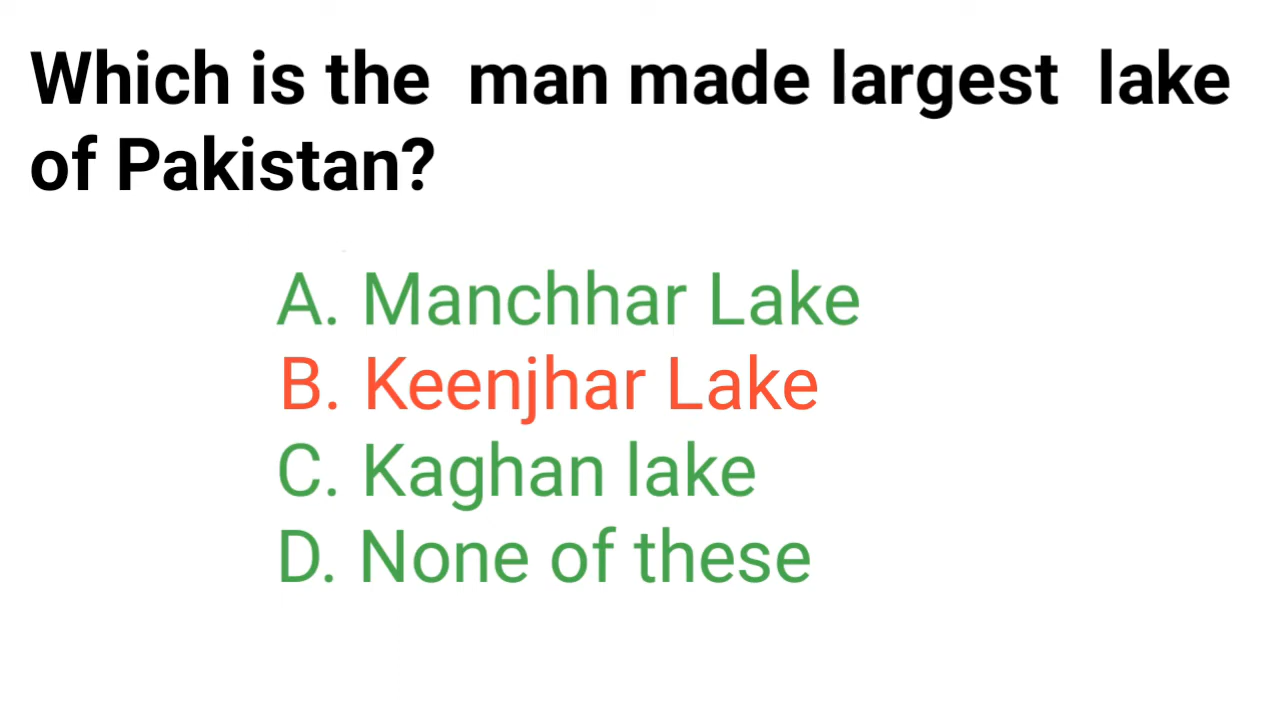 Which is the man made largest lake
of Pakistan?
A. Manchhar Lake
B. Keenjhar Lake
C. Kaghan lake
D. None of these